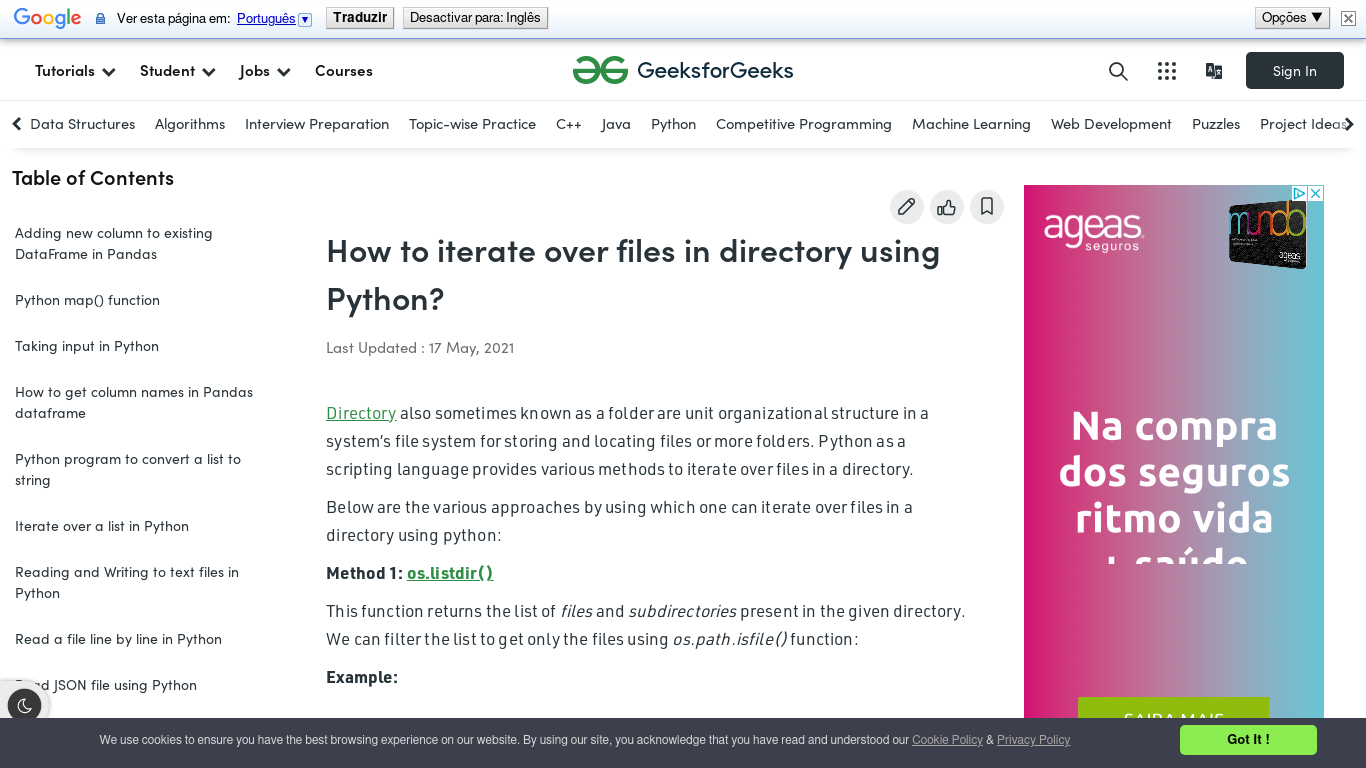 Google Ver esta página em: Português Traduzir Desactivar para: Inglês Opções ▼
Tutorials Student Jobs Courses GeeksforGeeks Sign In
Data Structures Algorithms Interview Preparation Topic-wise Practice C++ Java Python Competitive Programming Machine Learning Web Development Puzzles Project Ideas
Table of Contents
Adding new column to existing
DataFrame in Pandas
Python map() function
Taking input in Python
How to get column names in Pandas
dataframe
Python program to convert a list to
string
Iterate over a list in Python
Reading and Writing to text files in
Python
Read a file line by line in Python
Read JSON file using Python
How to iterate over files in directory using
Python?
Last Updated : 17 May, 2021
Directory also sometimes known as a folder are unit organizational structure in a
system's file system for storing and locating files or more folders. Python as a
scripting language provides various methods to iterate over files in a directory.
Below are the various approaches by using which one can iterate over files in a
directory using python:
Method 1: os.listdir()
This function returns the list of files and subdirectories present in the given directory.
We can filter the list to get only the files using os.path.isfile() function:
Example:
ageas
seguros
mundo
ageas
Na compra
dos seguros
ritmo vida
+ saúde
SAIBA MAIS
We use cookies to ensure you have the best browsing experience on our website. By using our site, you acknowledge that you have read and understood our Cookie Policy & Privacy Policy
Got It !